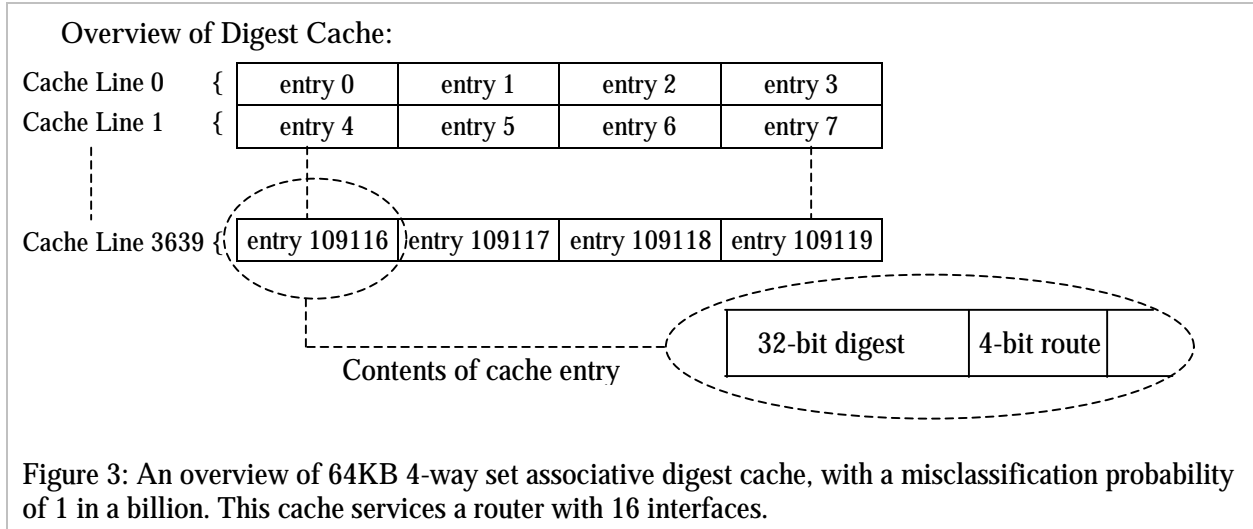 Overview of Digest Cache:
Cache Line 0 { entry 0 entry 1 entry 2 entry 3
Cache Line 1 { entry 4 entry 5 entry 6 entry 7
Cache Line 3639 { entry 109116 entry 109117 entry 109118 entry 109119
32-bit digest 4-bit route
Contents of cache entry
Figure 3: An overview of 64KB 4-way set associative digest cache, with a misclassification probability
of 1 in a billion. This cache services a router with 16 interfaces.